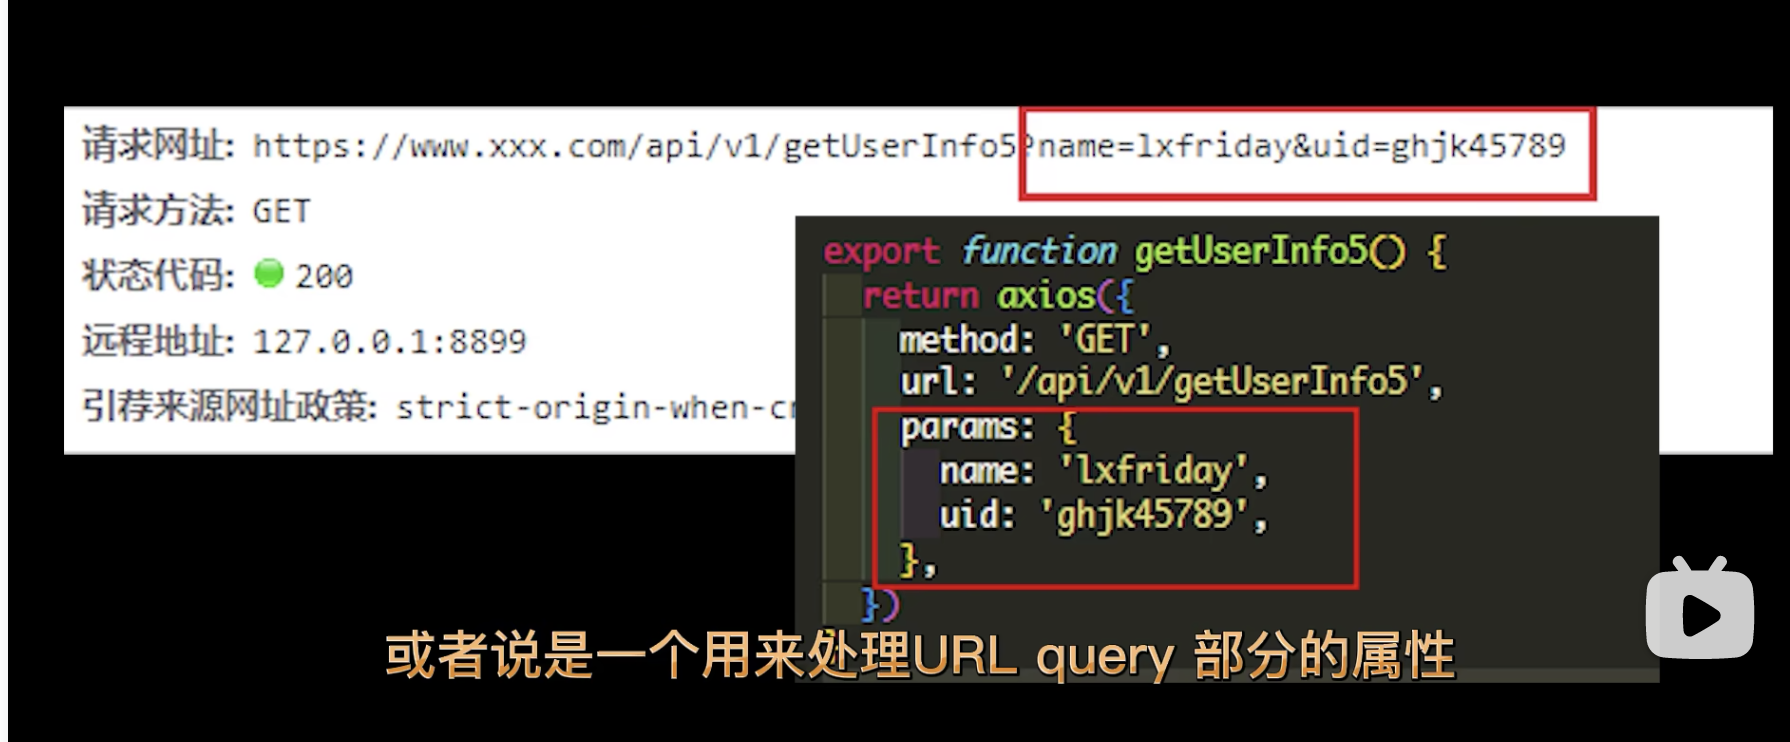 请求网址: https://www.xxx.com/api/v1/getUserInfo5?name=lxfriday&uid=ghjk45789
请求方法: GET
状态代码: 200
远程地址: 127.0.0.1:8899
引荐来源网址政策: strict-origin-when-cr
export function getUserInfo5() {
return axios({
method: 'GET',
url: '/api/v1/getUserInfo5',
params: {
name: 'lxfriday',
uid: 'ghjk45789',
},
})
或者说是一个用来处理URL query 部分的属性